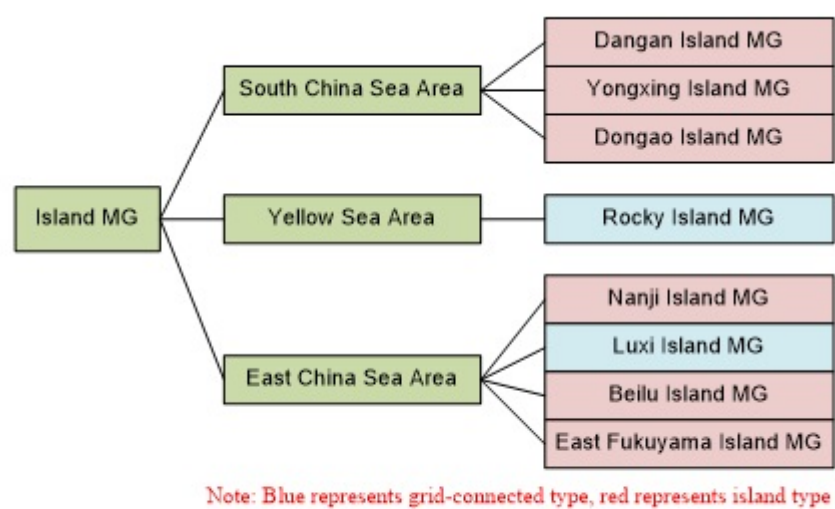 Island MG
South China Sea Area
Dangan Island MG
Yongxing Island MG
Dongao Island MG
Yellow Sea Area
Rocky Island MG
East China Sea Area
Nanji Island MG
Luxi Island MG
Beilu Island MG
East Fukuyama Island MG
Note: Blue represents grid-connected type, red represents island type